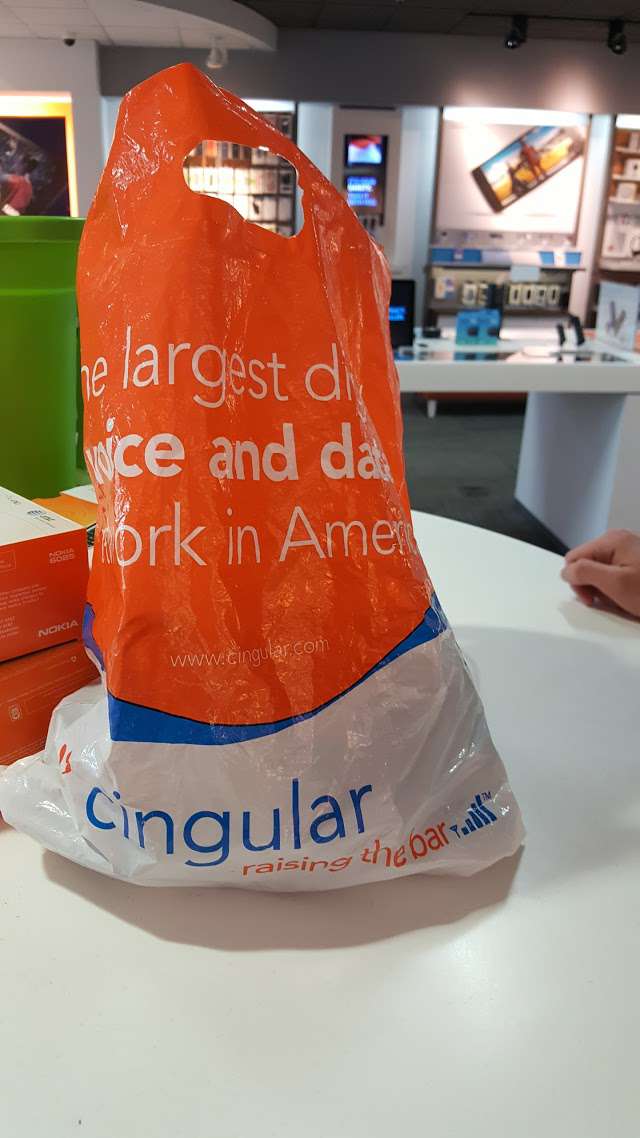 he largest di
voice and da
work in Ameri
www.cingular.com
cingular
raising the bar
TM
NOKIA
6085
NOKIA